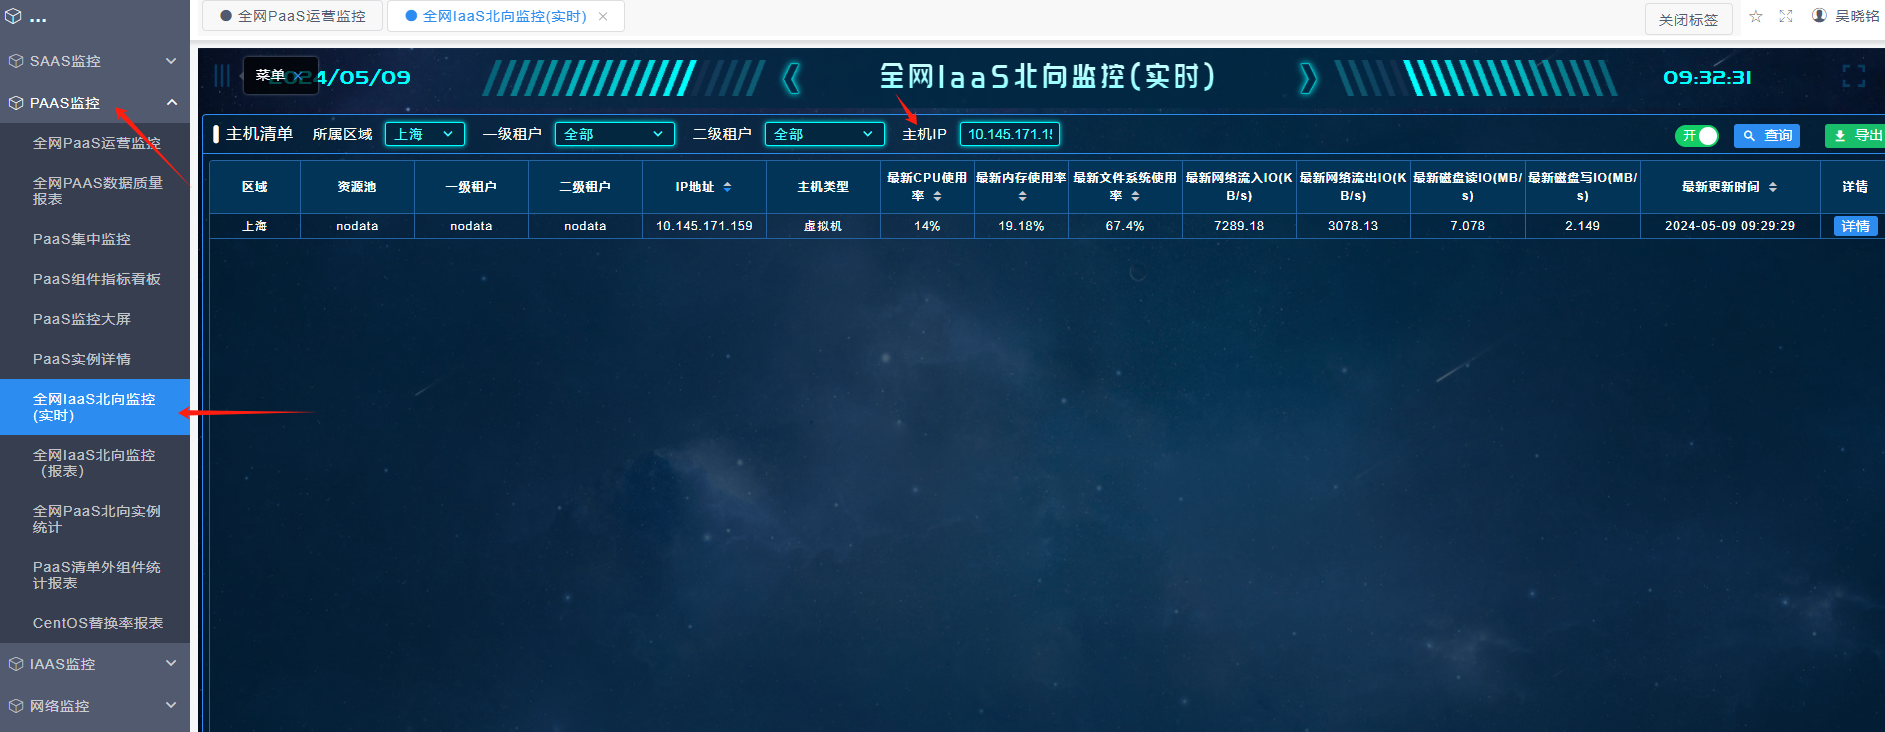 ...
全网PaaS运营监控
全网IaaS北向监控(实时)
关闭标签
吴晓铭
SAAS监控
PAAS监控
全网PaaS运营监控
全网PAAS数据质量
报表
PaaS集中监控
PaaS组件指标看板
PaaS监控大屏
PaaS实例详情
全网IaaS北向监控
(实时)
全网IaaS北向监控
（报表）
全网PaaS北向实例
统计
PaaS清单外组件统
计报表
CentOS替换率报表
IAAS监控
网络监控
菜单
2024/05/09
全网IaaS北向监控(实时)
09:32:31
主机清单 所属区域 上海 一级租户 全部 二级租户 全部 主机IP 10.145.171.15 开 查询 导出
区域 资源池 一级租户 二级租户 IP地址 主机类型 最新CPU使用率 最新内存使用率 最新文件系统使用率 最新网络流入IO(KB/s) 最新网络流出IO(KB/s) 最新磁盘读IO(MB/s) 最新磁盘写IO(MB/s) 最新更新时间 详情
上海 nodata nodata nodata 10.145.171.159 虚拟机 14% 19.18% 67.4% 7289.18 3078.13 7.078 2.149 2024-05-09 09:29:29 详情